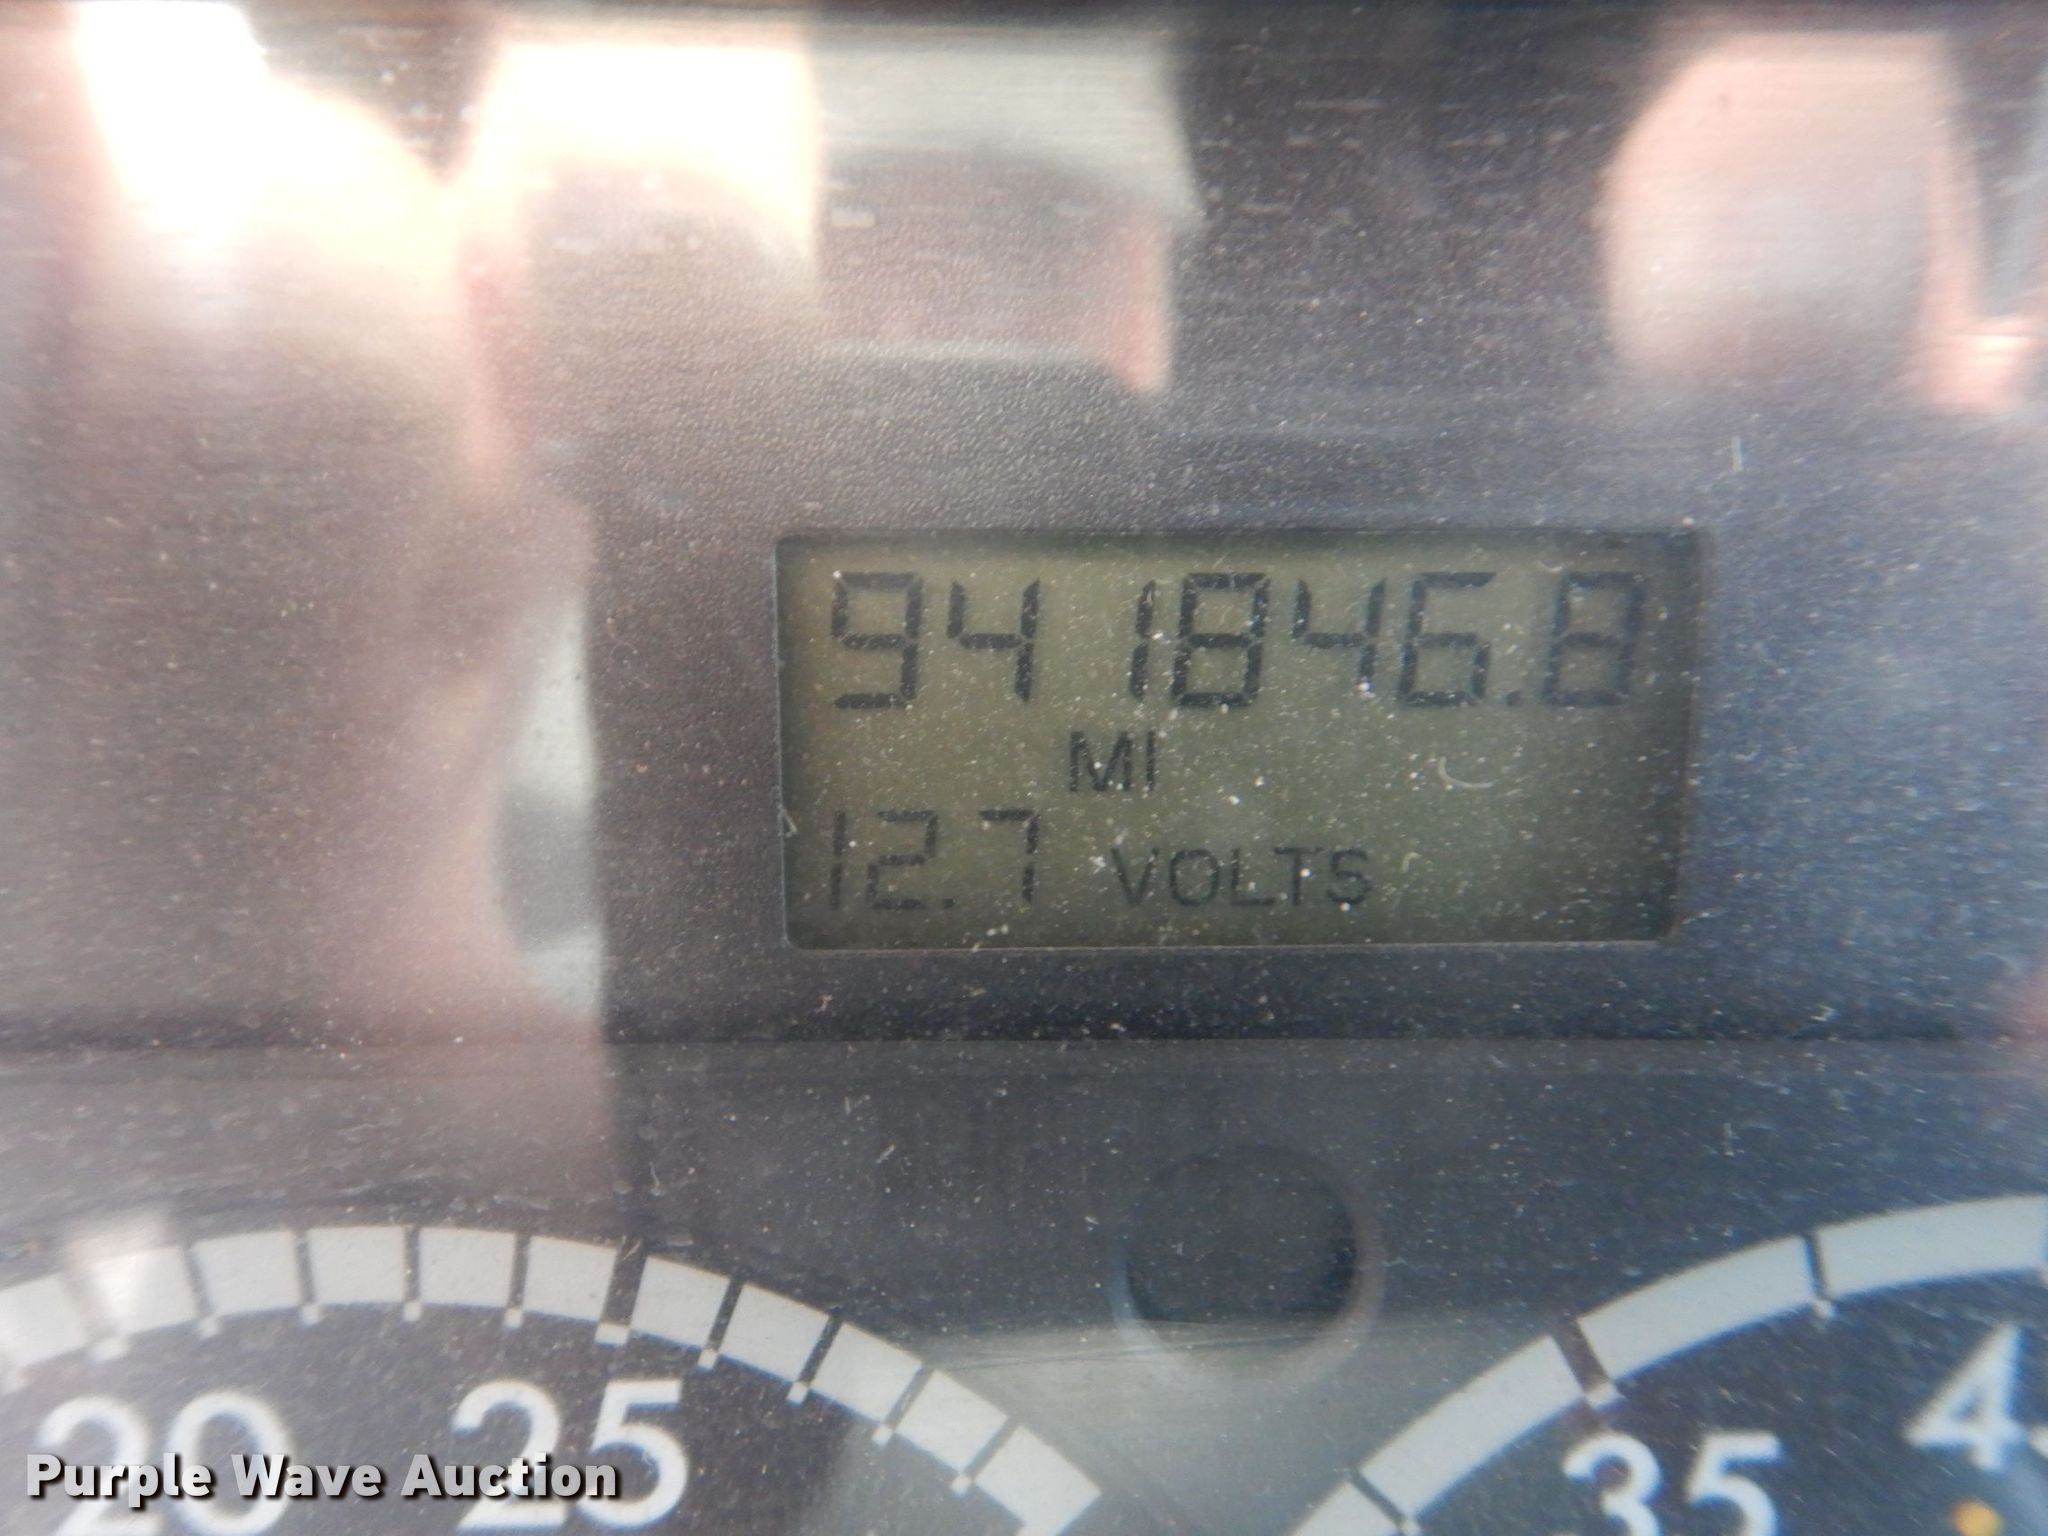 941846.8
MI
12.7 VOLTS
20 25
35 4
Purple Wave Auction